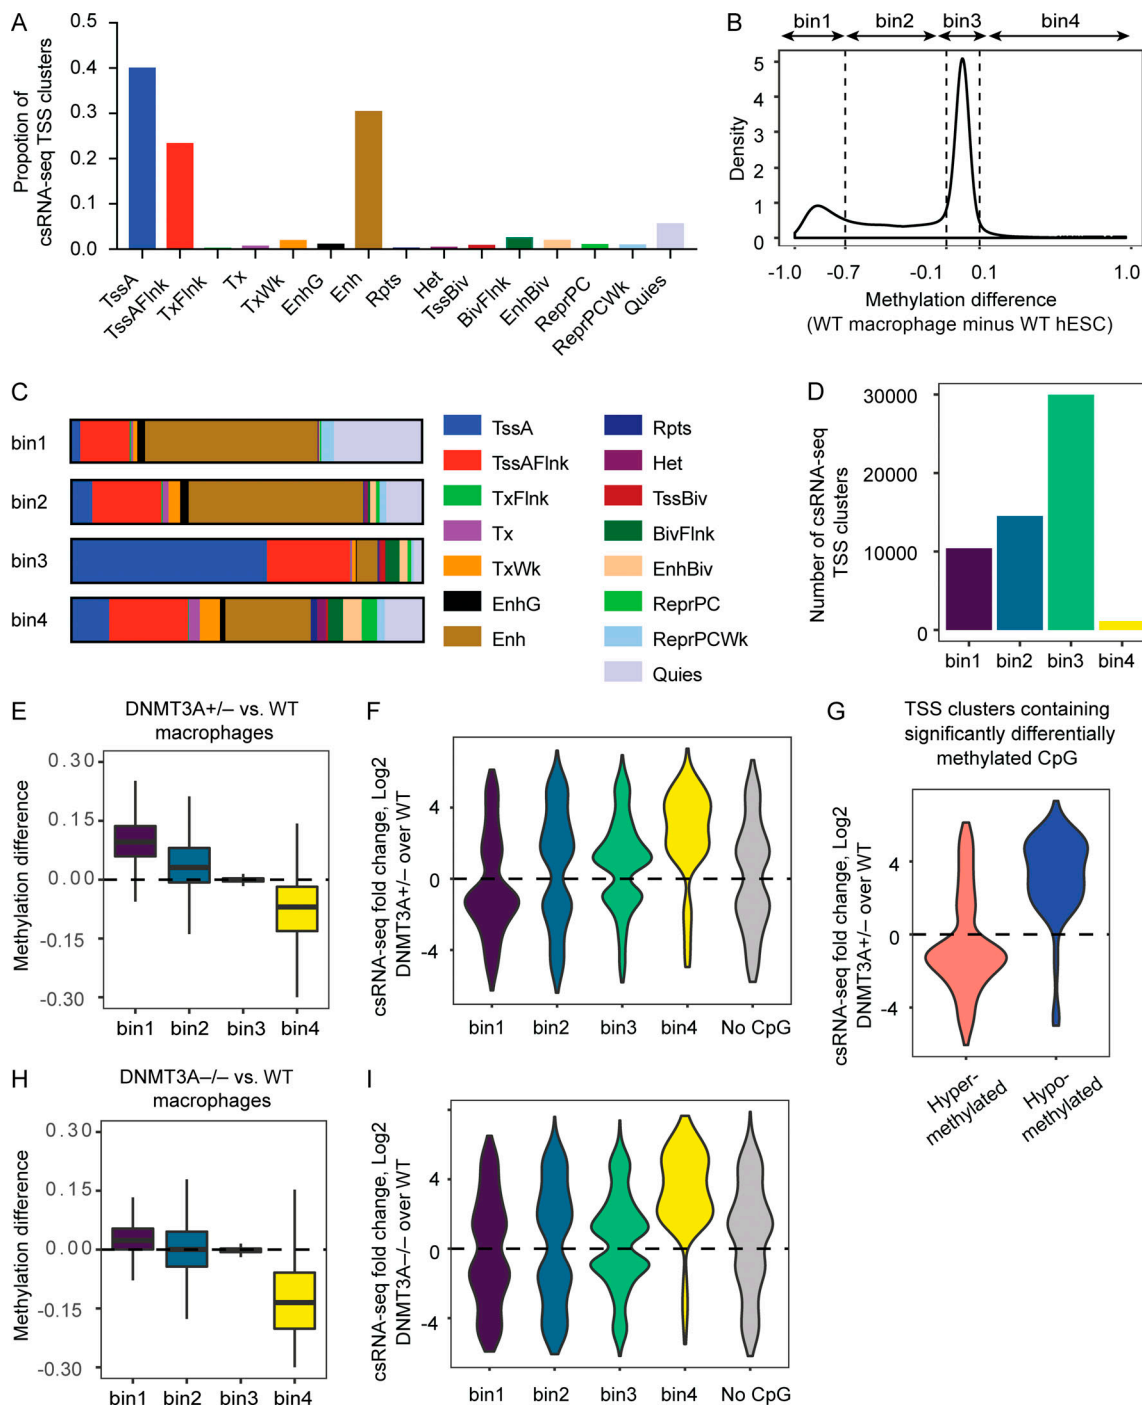 A
Propotion of
csRNA-seq TSS clusters
0.5
0.4
0.3
0.2
0.1
0.0
TssA
TssAFlnk
TxFlnk
Tx
TxWk
EnhG
Enh
Rpts
Het
TssBiv
BivFlnk
EnhBiv
ReprPC
ReprPCWk
Quies
B
bin1 bin2 bin3 bin4
Density
5
4
3
2
1
0
-1.0 -0.7 -0.1 0.1 1.0
Methylation difference
(WT macrophage minus WT hESC)
C
bin1
bin2
bin3
bin4
TssA
TssAFlnk
TxFlnk
Tx
TxWk
EnhG
Enh
Rpts
Het
TssBiv
BivFlnk
EnhBiv
ReprPC
ReprPCWk
Quies
D
Number of csRNA-seq
TSS clusters
30000
20000
10000
0
bin1 bin2 bin3 bin4
E
DNMT3A+/– vs. WT
macrophages
Methylation difference
0.30
0.15
0.00
-0.15
-0.30
bin1 bin2 bin3 bin4
F
csRNA-seq fold change, Log2
DNMT3A+/– over WT
4
0
-4
bin1 bin2 bin3 bin4 No CpG
G
TSS clusters containing
significantly differentially
methylated CpG
csRNA-seq fold change, Log2
DNMT3A+/– over WT
4
0
-4
Hyper-
methylated
Hypo-
methylated
H
DNMT3A–/– vs. WT
macrophages
Methylation difference
0.30
0.15
0.00
-0.15
-0.30
bin1 bin2 bin3 bin4
I
csRNA-seq fold change, Log2
DNMT3A–/– over WT
4
0
-4
bin1 bin2 bin3 bin4 No CpG